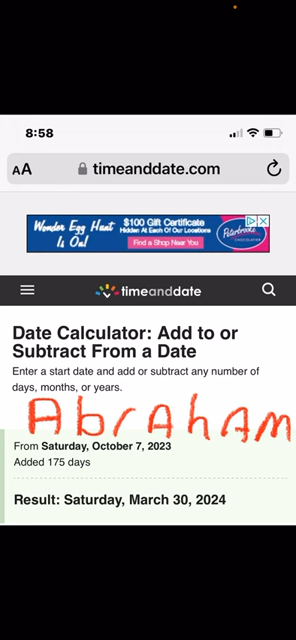 8:58
AA timeanddate.com
Wonder Egg Hunt
Is On!
$100 Gift Certificate
Hidden At Each Of Our Locations
Find a Shop Near You
Peterbrooke
CHOCOLATIER
timeanddate
Date Calculator: Add to or
Subtract From a Date
Enter a start date and add or subtract any number of
days, months, or years.
AbrAhAm
From Saturday, October 7, 2023
Added 175 days
Result: Saturday, March 30, 2024